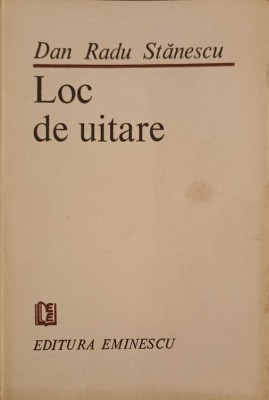 Dan Radu Stănescu
Loc
de uitare
EDITURA EMINESCU